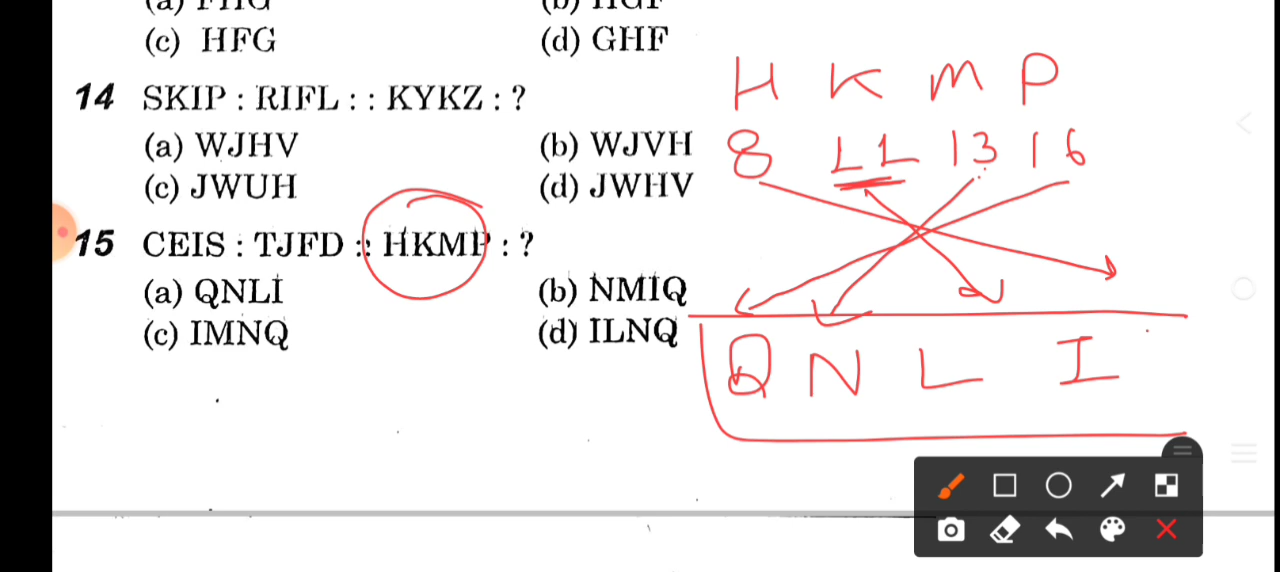 (c) HFG (d) GHF
14 SKIP : RIFL : : KYKZ : ?
(a) WJHV (b) WJVH
(c) JWUH (d) JWHV
15 CEIS : TJFD :: HKMP : ?
(a) QNLI (b) NMIQ
(c) IMNQ (d) ILNQ
H K M P
8 11 13 16
Q N L I